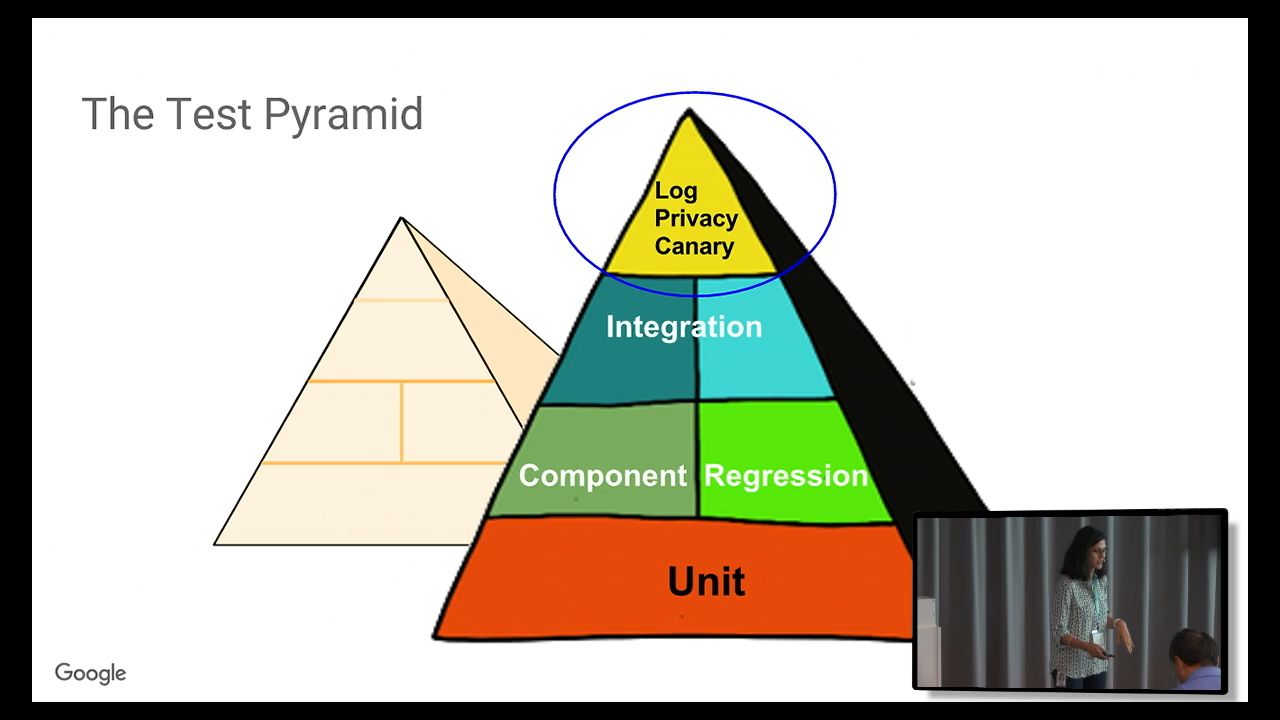 The Test Pyramid
Log
Privacy
Canary
Integration
Component
Regression
Unit
Google